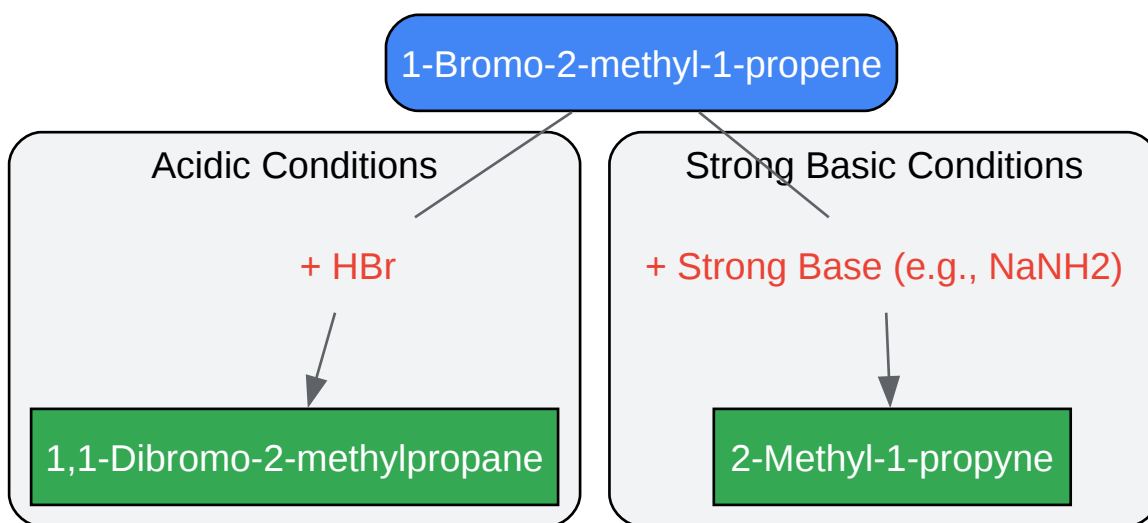 1-Bromo-2-methyl-1-propene
Acidic Conditions
+ HBr
1,1-Dibromo-2-methylpropane
Strong Basic Conditions
+ Strong Base (e.g., NaNH2)
2-Methyl-1-propyne